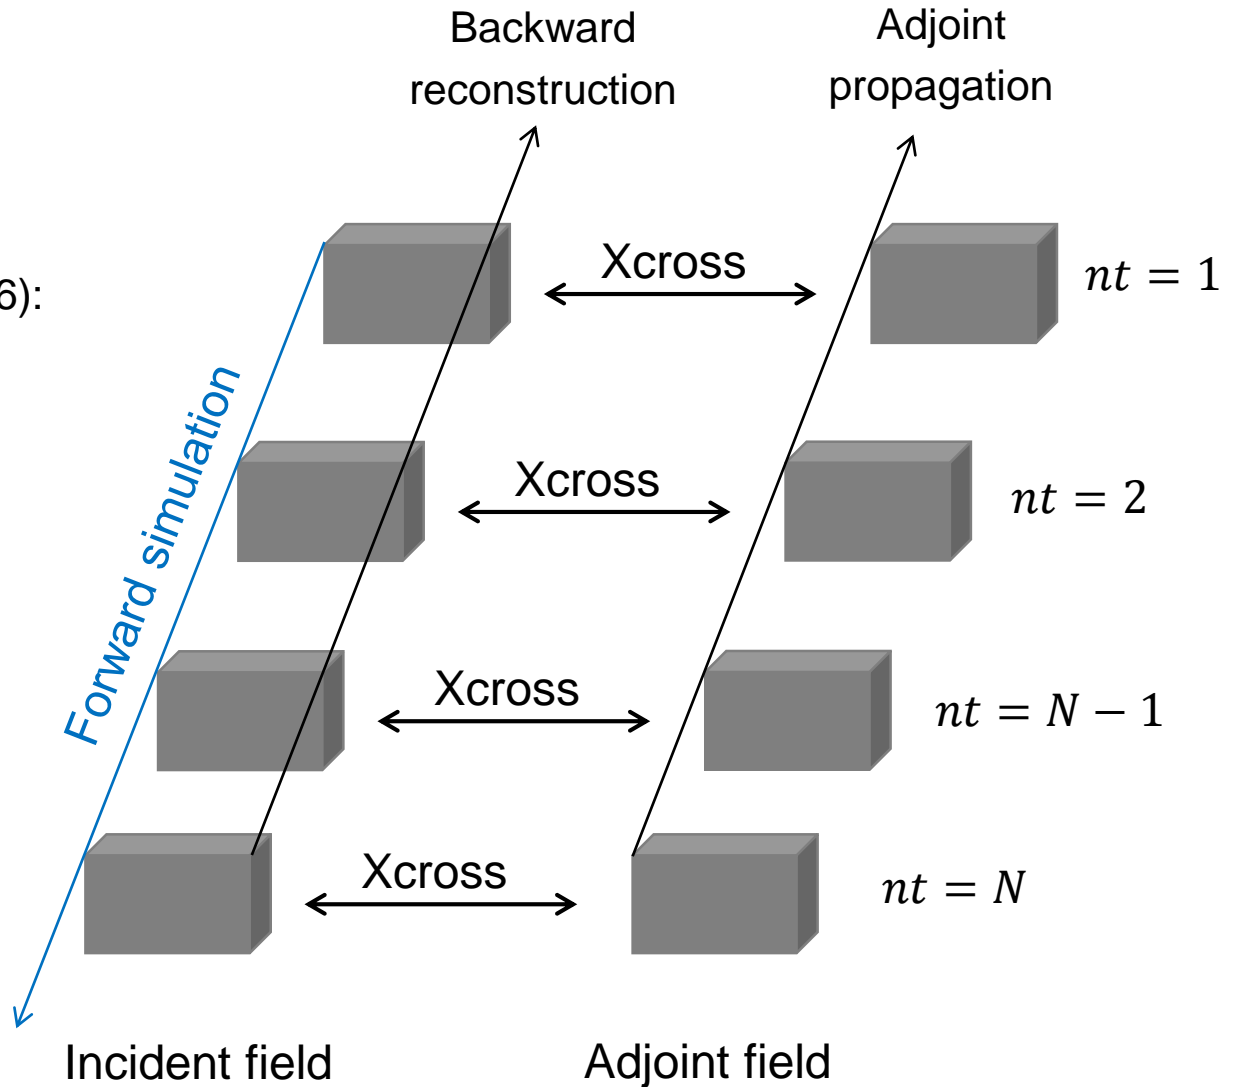 Backward
reconstruction
Adjoint
propagation
6):
Xcross
nt = 1
Forward simulation
Xcross
nt = 2
Xcross
nt = N − 1
Xcross
nt = N
Incident field
Adjoint field